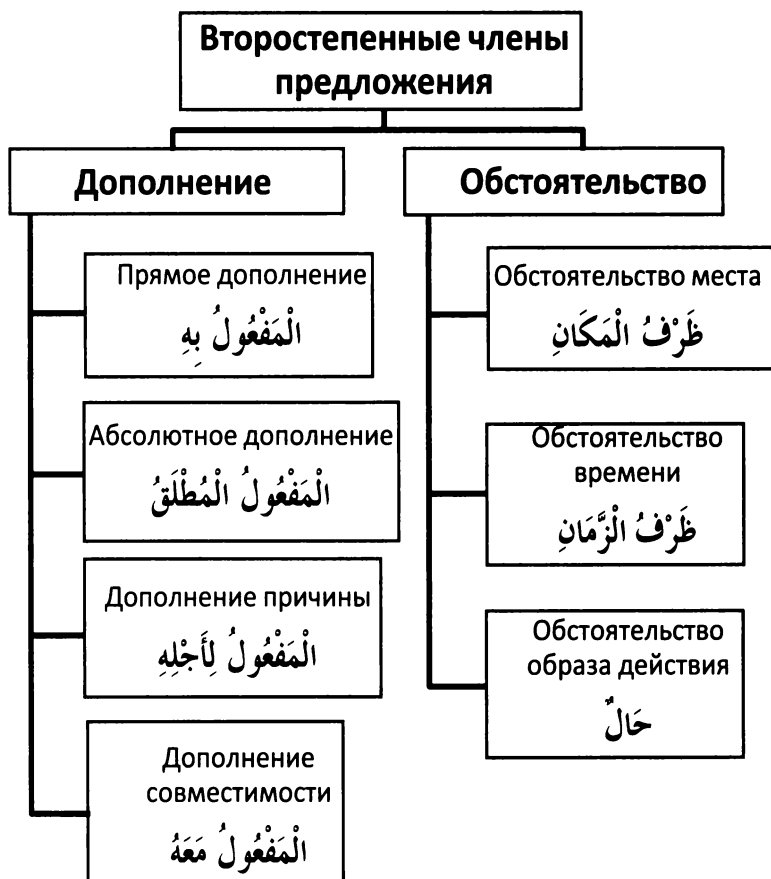 Второстепенные члены
предложения
Дополнение
Прямое дополнение
الْمَفْعُولُ بِهِ
Абсолютное дополнение
الْمَفْعُولُ الْمُطْلَقُ
Дополнение причины
الْمَفْعُولُ لِأَجْلِهِ
Дополнение
совместимости
الْمَفْعُولُ مَعَهُ
Обстоятельство
Обстоятельство места
ظَرْفُ الْمَكَانِ
Обстоятельство
времени
ظَرْفُ الْزَّمَانِ
Обстоятельство
образа действия
حَالٌ